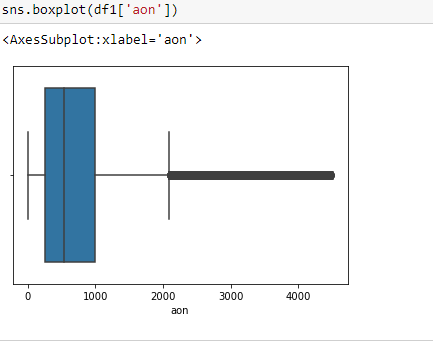 sns.boxplot(df1['aon'])
<AxesSubplot:xlabel='aon'>
0 1000 2000 3000 4000
aon